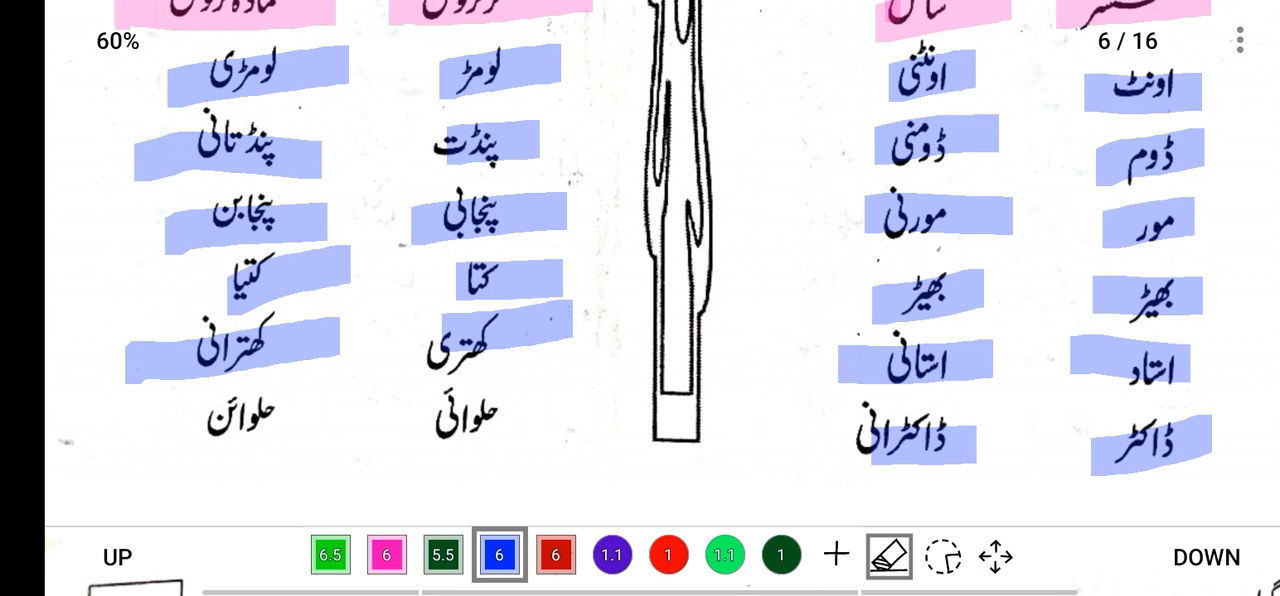 60% 6 / 16
اونٹ اونٹنی لومڑ لومڑی
ڈوم ڈومنی پنڈت پنڈتانی
مور مورنی پنجابی پنجابن
بھیڑ بھیڑ کتا کتیا
استاد استانی کھتری کھترانی
ڈاکٹر ڈاکٹرانی حلوائی حلوائن
UP 6.5 6 5.5 6 6 1.1 1 1.1 1 DOWN